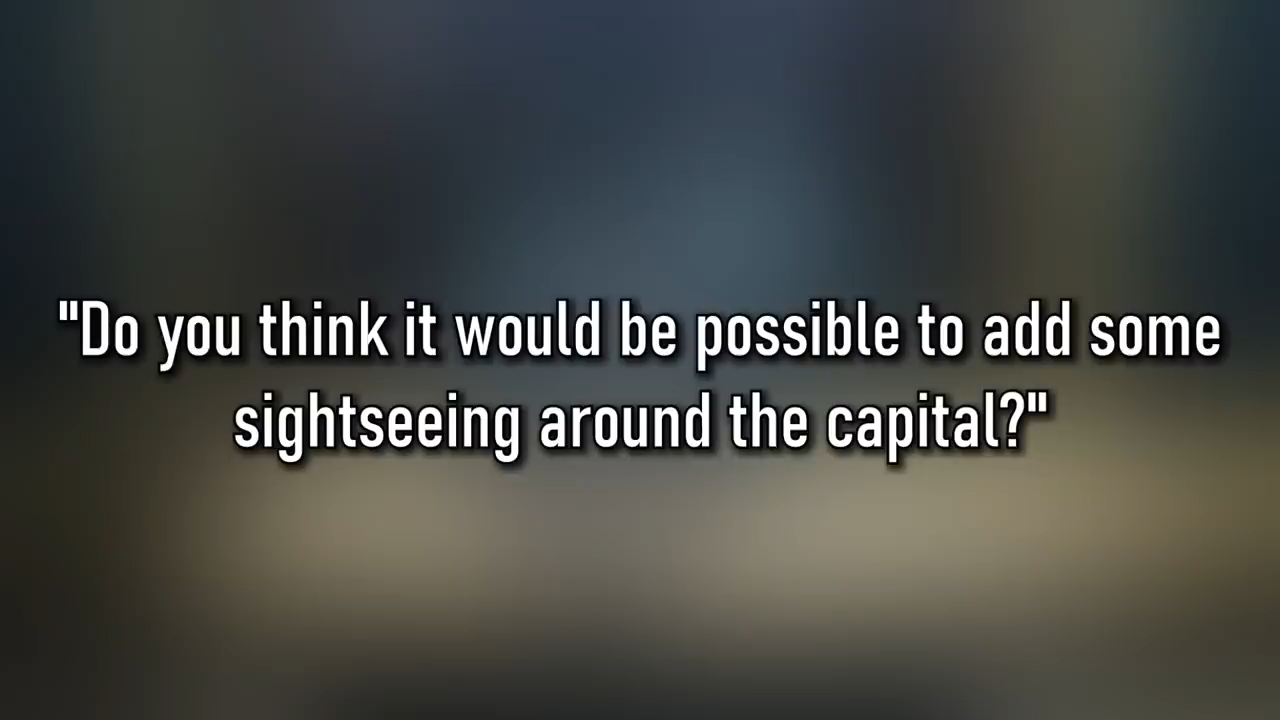 "Do you think it would be possible to add some
sightseeing around the capital?"